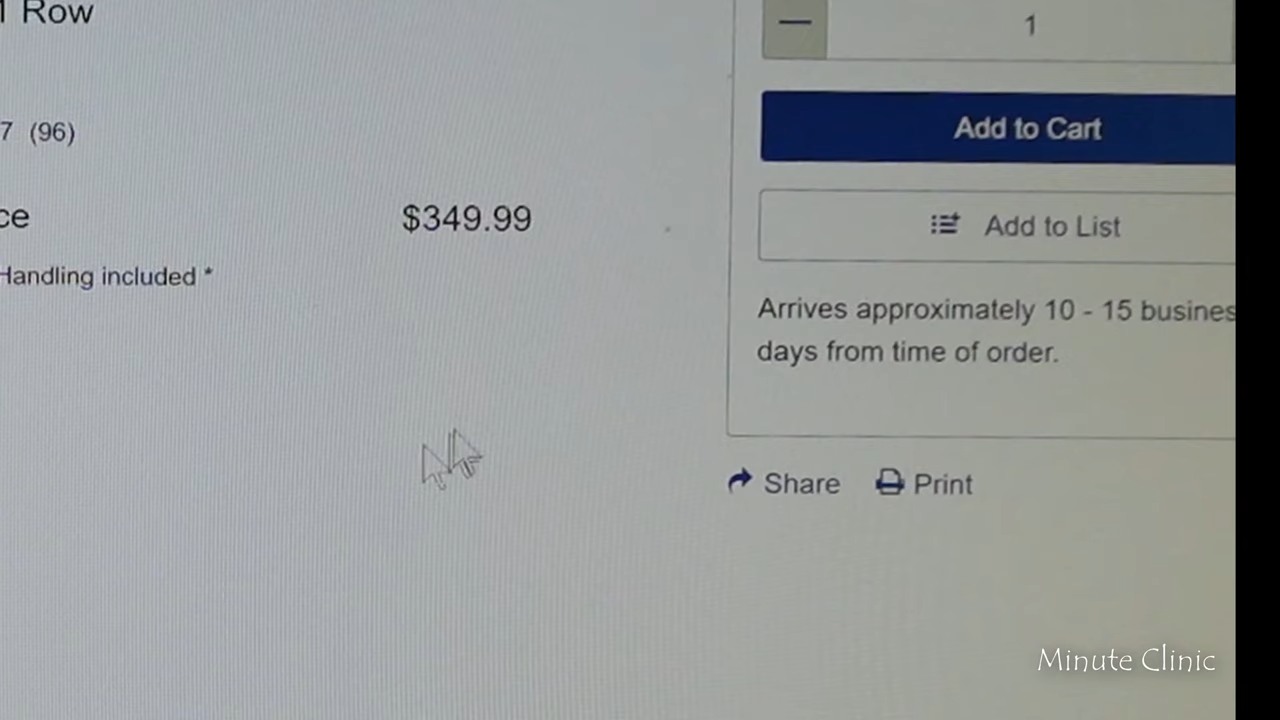 1 Row
1
7 (96)
Add to Cart
ce
$349.99
Add to List
Handling included *
Arrives approximately 10 - 15 busines
days from time of order.
Share
Print
Minute Clinic